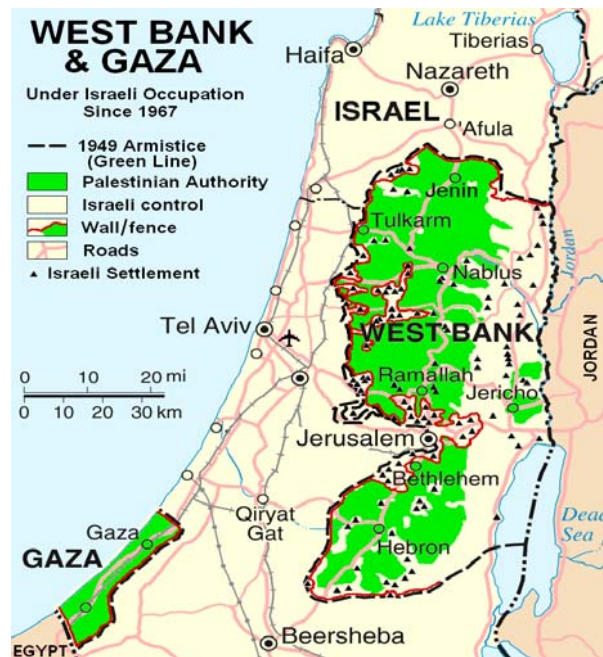 WEST BANK
& GAZA
Under Israeli Occupation
Since 1967
1949 Armistice
(Green Line)
Palestinian Authority
Israeli control
Wall/fence
Roads
Israeli Settlement
Lake Tiberias
Tiberias
Haifa
Nazareth
ISRAEL
'Afula
Jenin
Tulkarm
Nablus
Jordan
Tel Aviv
WEST BANK
JORDAN
10 20 mi
10 20 30 km
Ramallah
Jericho
Jerusalem
Bethlehem
Qiryat
Gat
Dead
Sea
Gaza
GAZA
Hebron
Beersheba
EGYPT